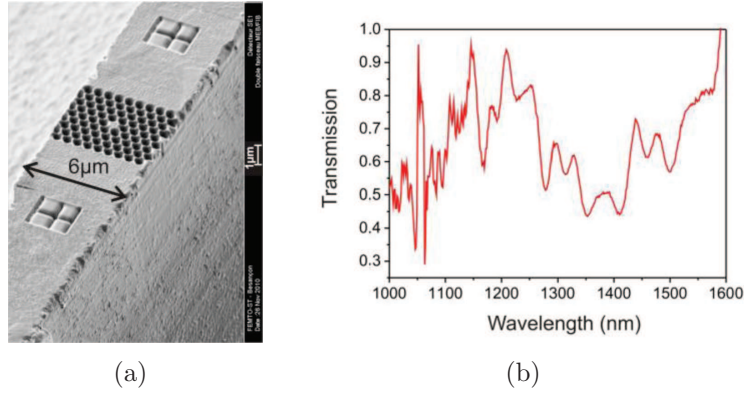 6µm
1µm
Détecteur SE1
Double faisceau MEB/FIB
FEMTO-ST - Besançon
Date :26 Nov 2010
(a)
Transmission
1.0
0.9
0.8
0.7
0.6
0.5
0.4
0.3
1000 1100 1200 1300 1400 1500 1600
Wavelength (nm)
(b)